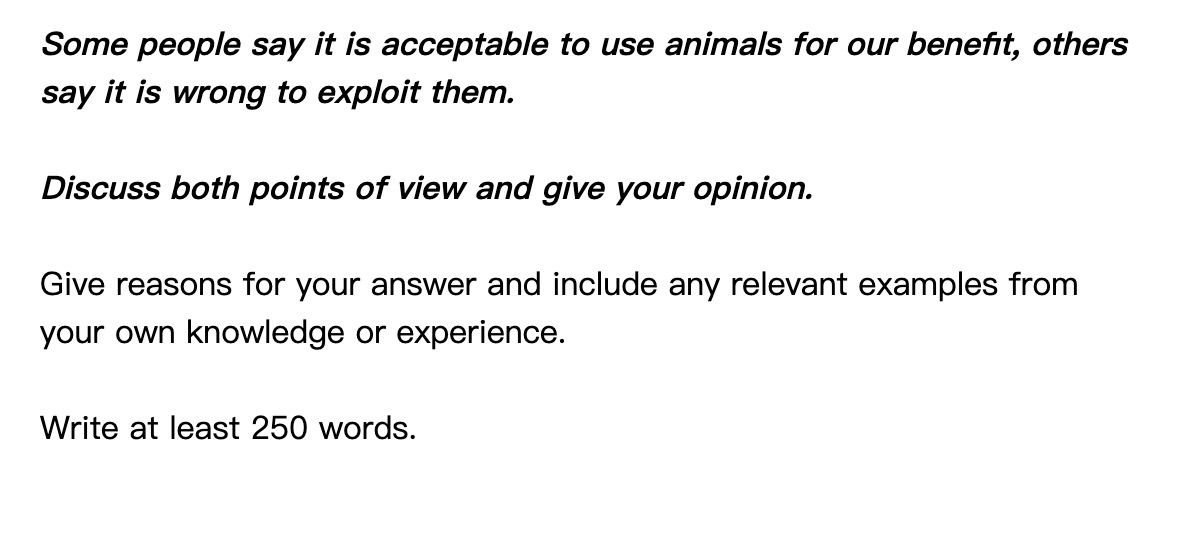 Some people say it is acceptable to use animals for our benefit, others
say it is wrong to exploit them.
Discuss both points of view and give your opinion.
Give reasons for your answer and include any relevant examples from
your own knowledge or experience.
Write at least 250 words.